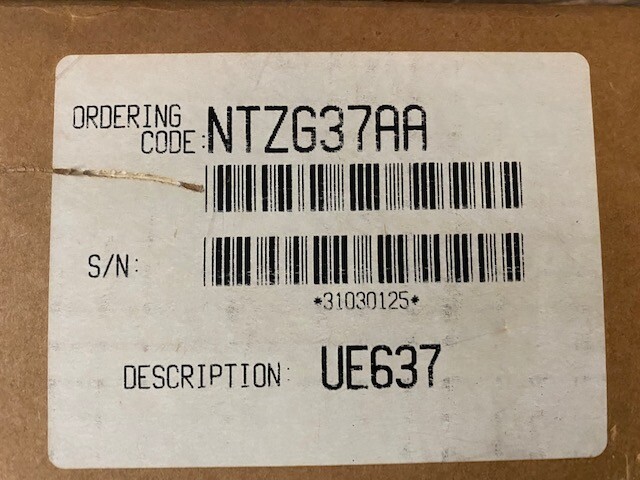 ORDERING
CODE: NTZG37AA
S/N:
*31030125*
DESCRIPTION: UE637